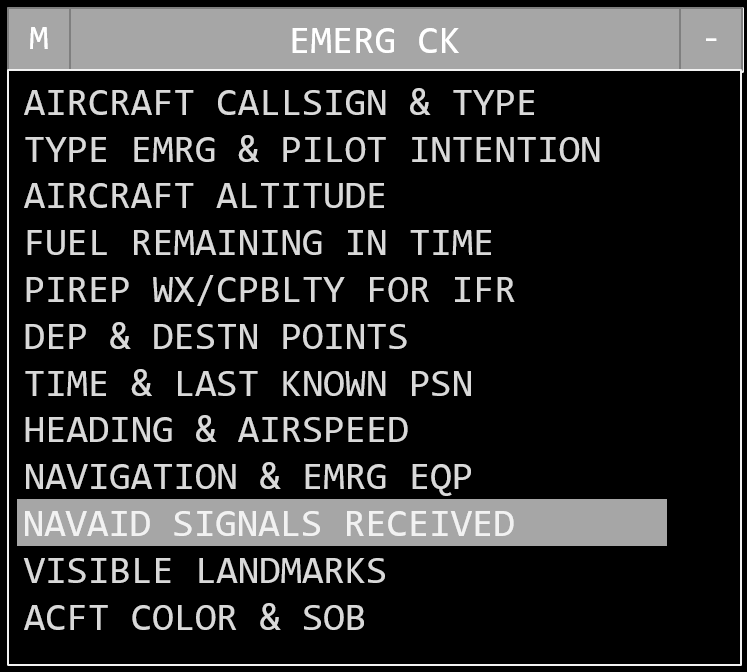 M EMERG CK -
AIRCRAFT CALLSIGN & TYPE
TYPE EMRG & PILOT INTENTION
AIRCRAFT ALTITUDE
FUEL REMAINING IN TIME
PIREP WX/CPBLTY FOR IFR
DEP & DESTN POINTS
TIME & LAST KNOWN PSN
HEADING & AIRSPEED
NAVIGATION & EMRG EQP
NAVAID SIGNALS RECEIVED
VISIBLE LANDMARKS
ACFT COLOR & SOB